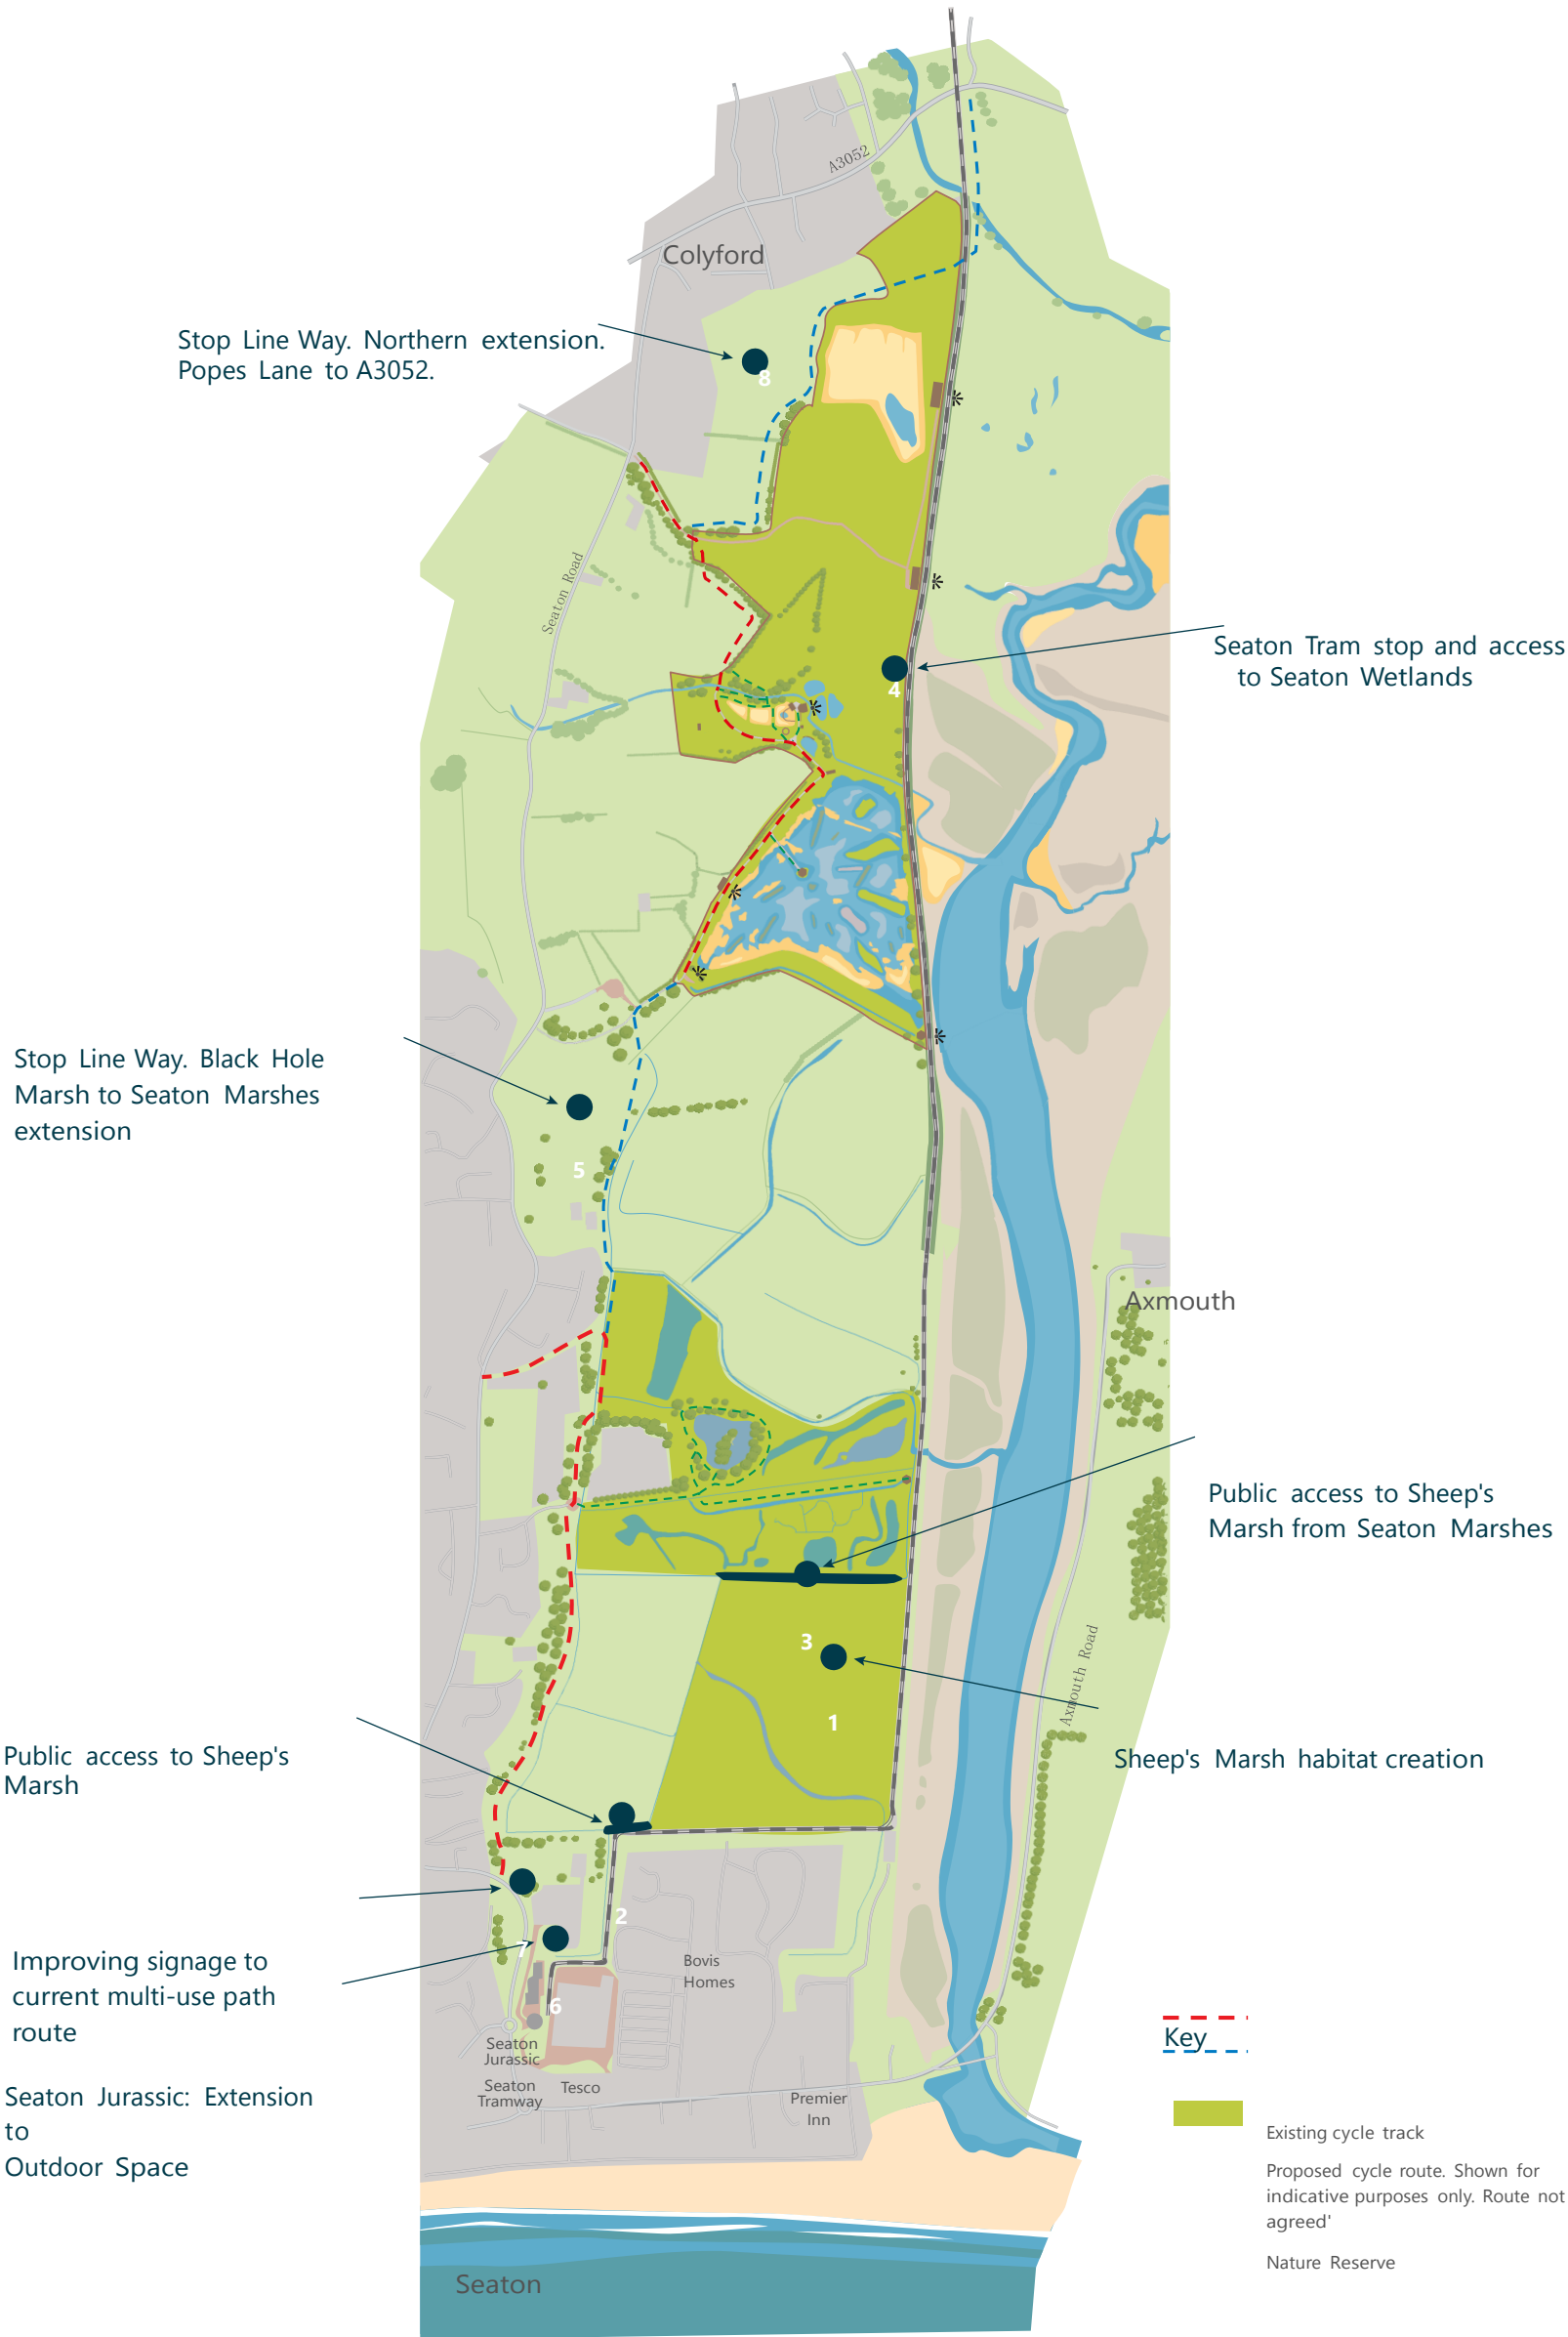 A3052
Colyford
Stop Line Way. Northern extension.
Popes Lane to A3052.
8
Seaton Road
Seaton Tram stop and access
to Seaton Wetlands
4
Stop Line Way. Black Hole
Marsh to Seaton Marshes
extension
5
Axmouth
Public access to Sheep's
Marsh from Seaton Marshes
3
Axmouth Road
1
Public access to Sheep's
Marsh
Sheep's Marsh habitat creation
2
7
Improving signage to
current multi-use path
route
Bovis
Homes
6
Seaton
Jurassic
Seaton
Tramway
Tesco
Premier
Inn
Seaton Jurassic: Extension
to
Outdoor Space
Key
Existing cycle track
Proposed cycle route. Shown for
indicative purposes only. Route not
agreed'
Nature Reserve
Seaton